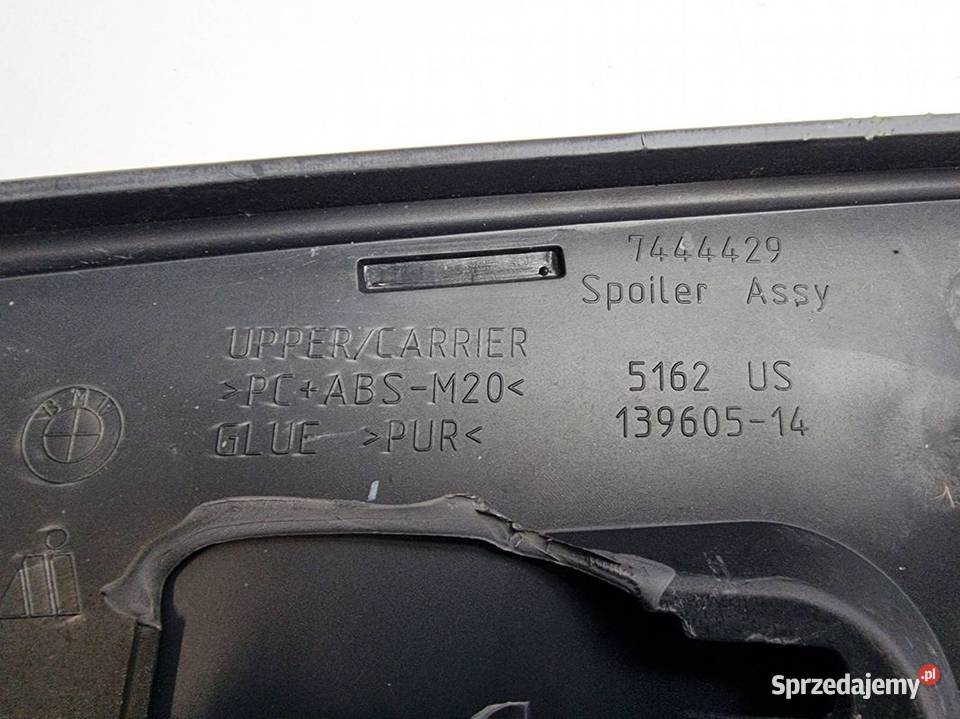 7444429
Spoiler Assy
UPPER/CARRIER
>PC+ABS-M20<
GLUE >PUR<
5162 US
139605-14
BMW
Sprzedajemy.pl